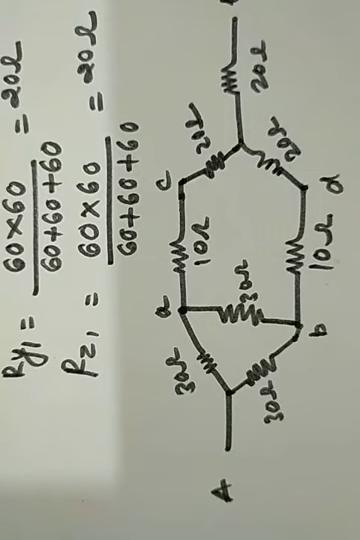 Ry1 = 60×60 / 60+60+60 = 20Ω
Rz1 = 60×60 / 60+60+60 = 20Ω
20Ω
20Ω
20Ω
c
d
10Ω
10Ω
a
30Ω
b
30Ω
30Ω
A